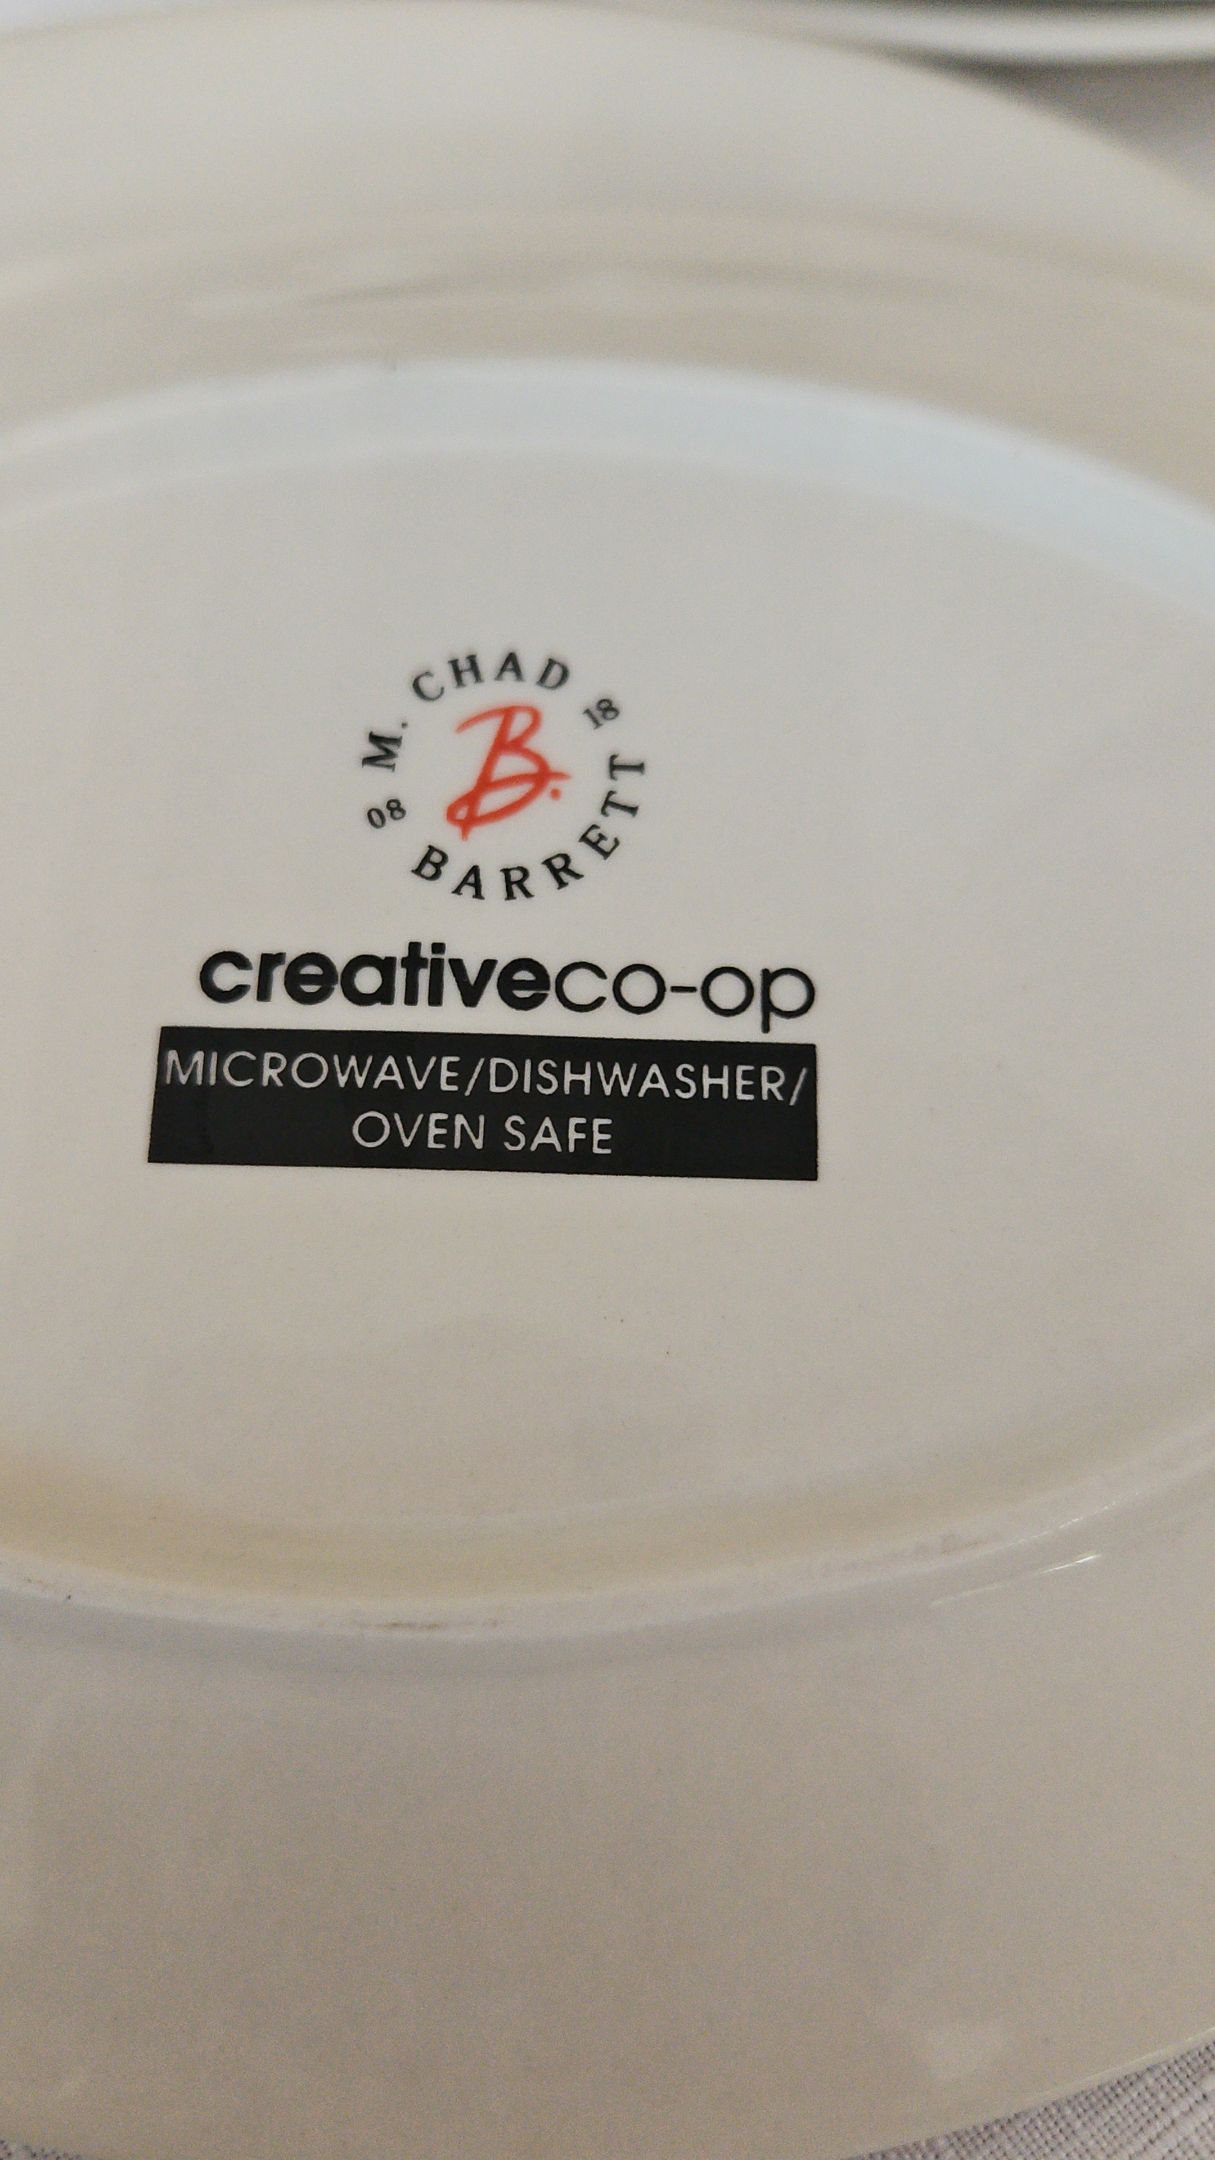 M. CHAD 18
08 BARRETT
B.
creativeco-op
MICROWAVE/DISHWASHER/
OVEN SAFE